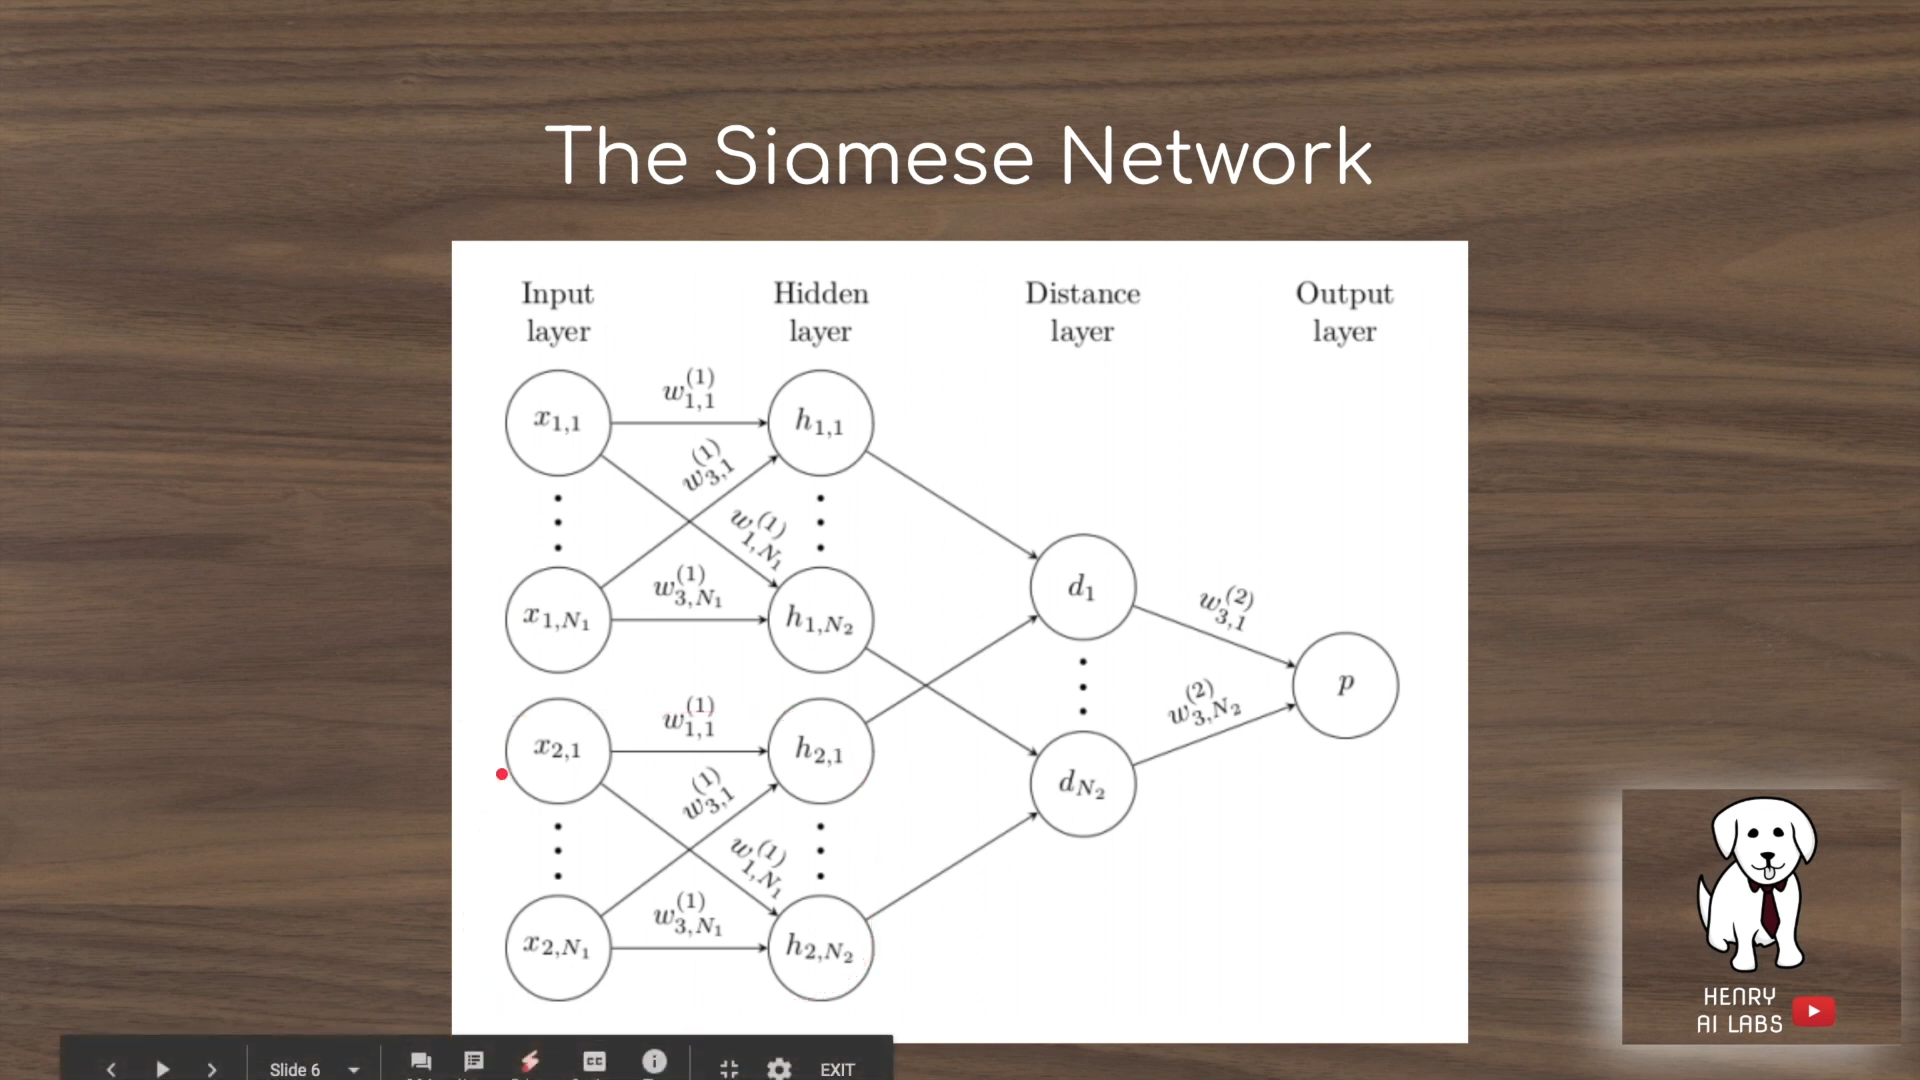 The Siamese Network
Input layer
Hidden layer
Distance layer
Output layer
x_{1,1}
w_{1,1}^{(1)}
h_{1,1}
w_{3,1}^{(1)}
w_{1,N_1}^{(1)}
x_{1,N_1}
w_{3,N_1}^{(1)}
h_{1,N_2}
d_1
w_{3,1}^{(2)}
x_{2,1}
w_{1,1}^{(1)}
h_{2,1}
w_{3,N_2}^{(2)}
p
w_{3,1}^{(1)}
w_{1,N_1}^{(1)}
d_{N_2}
x_{2,N_1}
w_{3,N_1}^{(1)}
h_{2,N_2}
HENRY
AI LABS
Slide 6
CC
EXIT